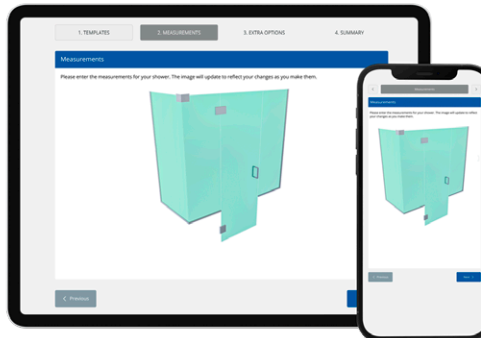 1. TEMPLATES
2. MEASUREMENTS
3. EXTRA OPTIONS
4. SUMMARY
Measurements
Please enter the measurements for your shower. The image will update to reflect your changes as you make them.
Previous
Measurements
Please enter the measurements for your shower. The image will update to reflect
your changes as you make them.
Previous